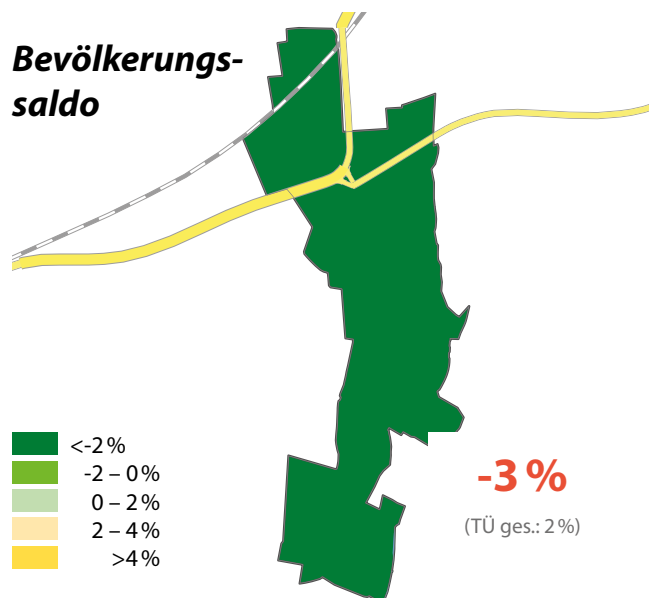 Bevölkerungs-
saldo
<-2 %
-2 – 0 %
0 – 2 %
2 – 4 %
>4 %
-3 %
(TÜ ges.: 2 %)